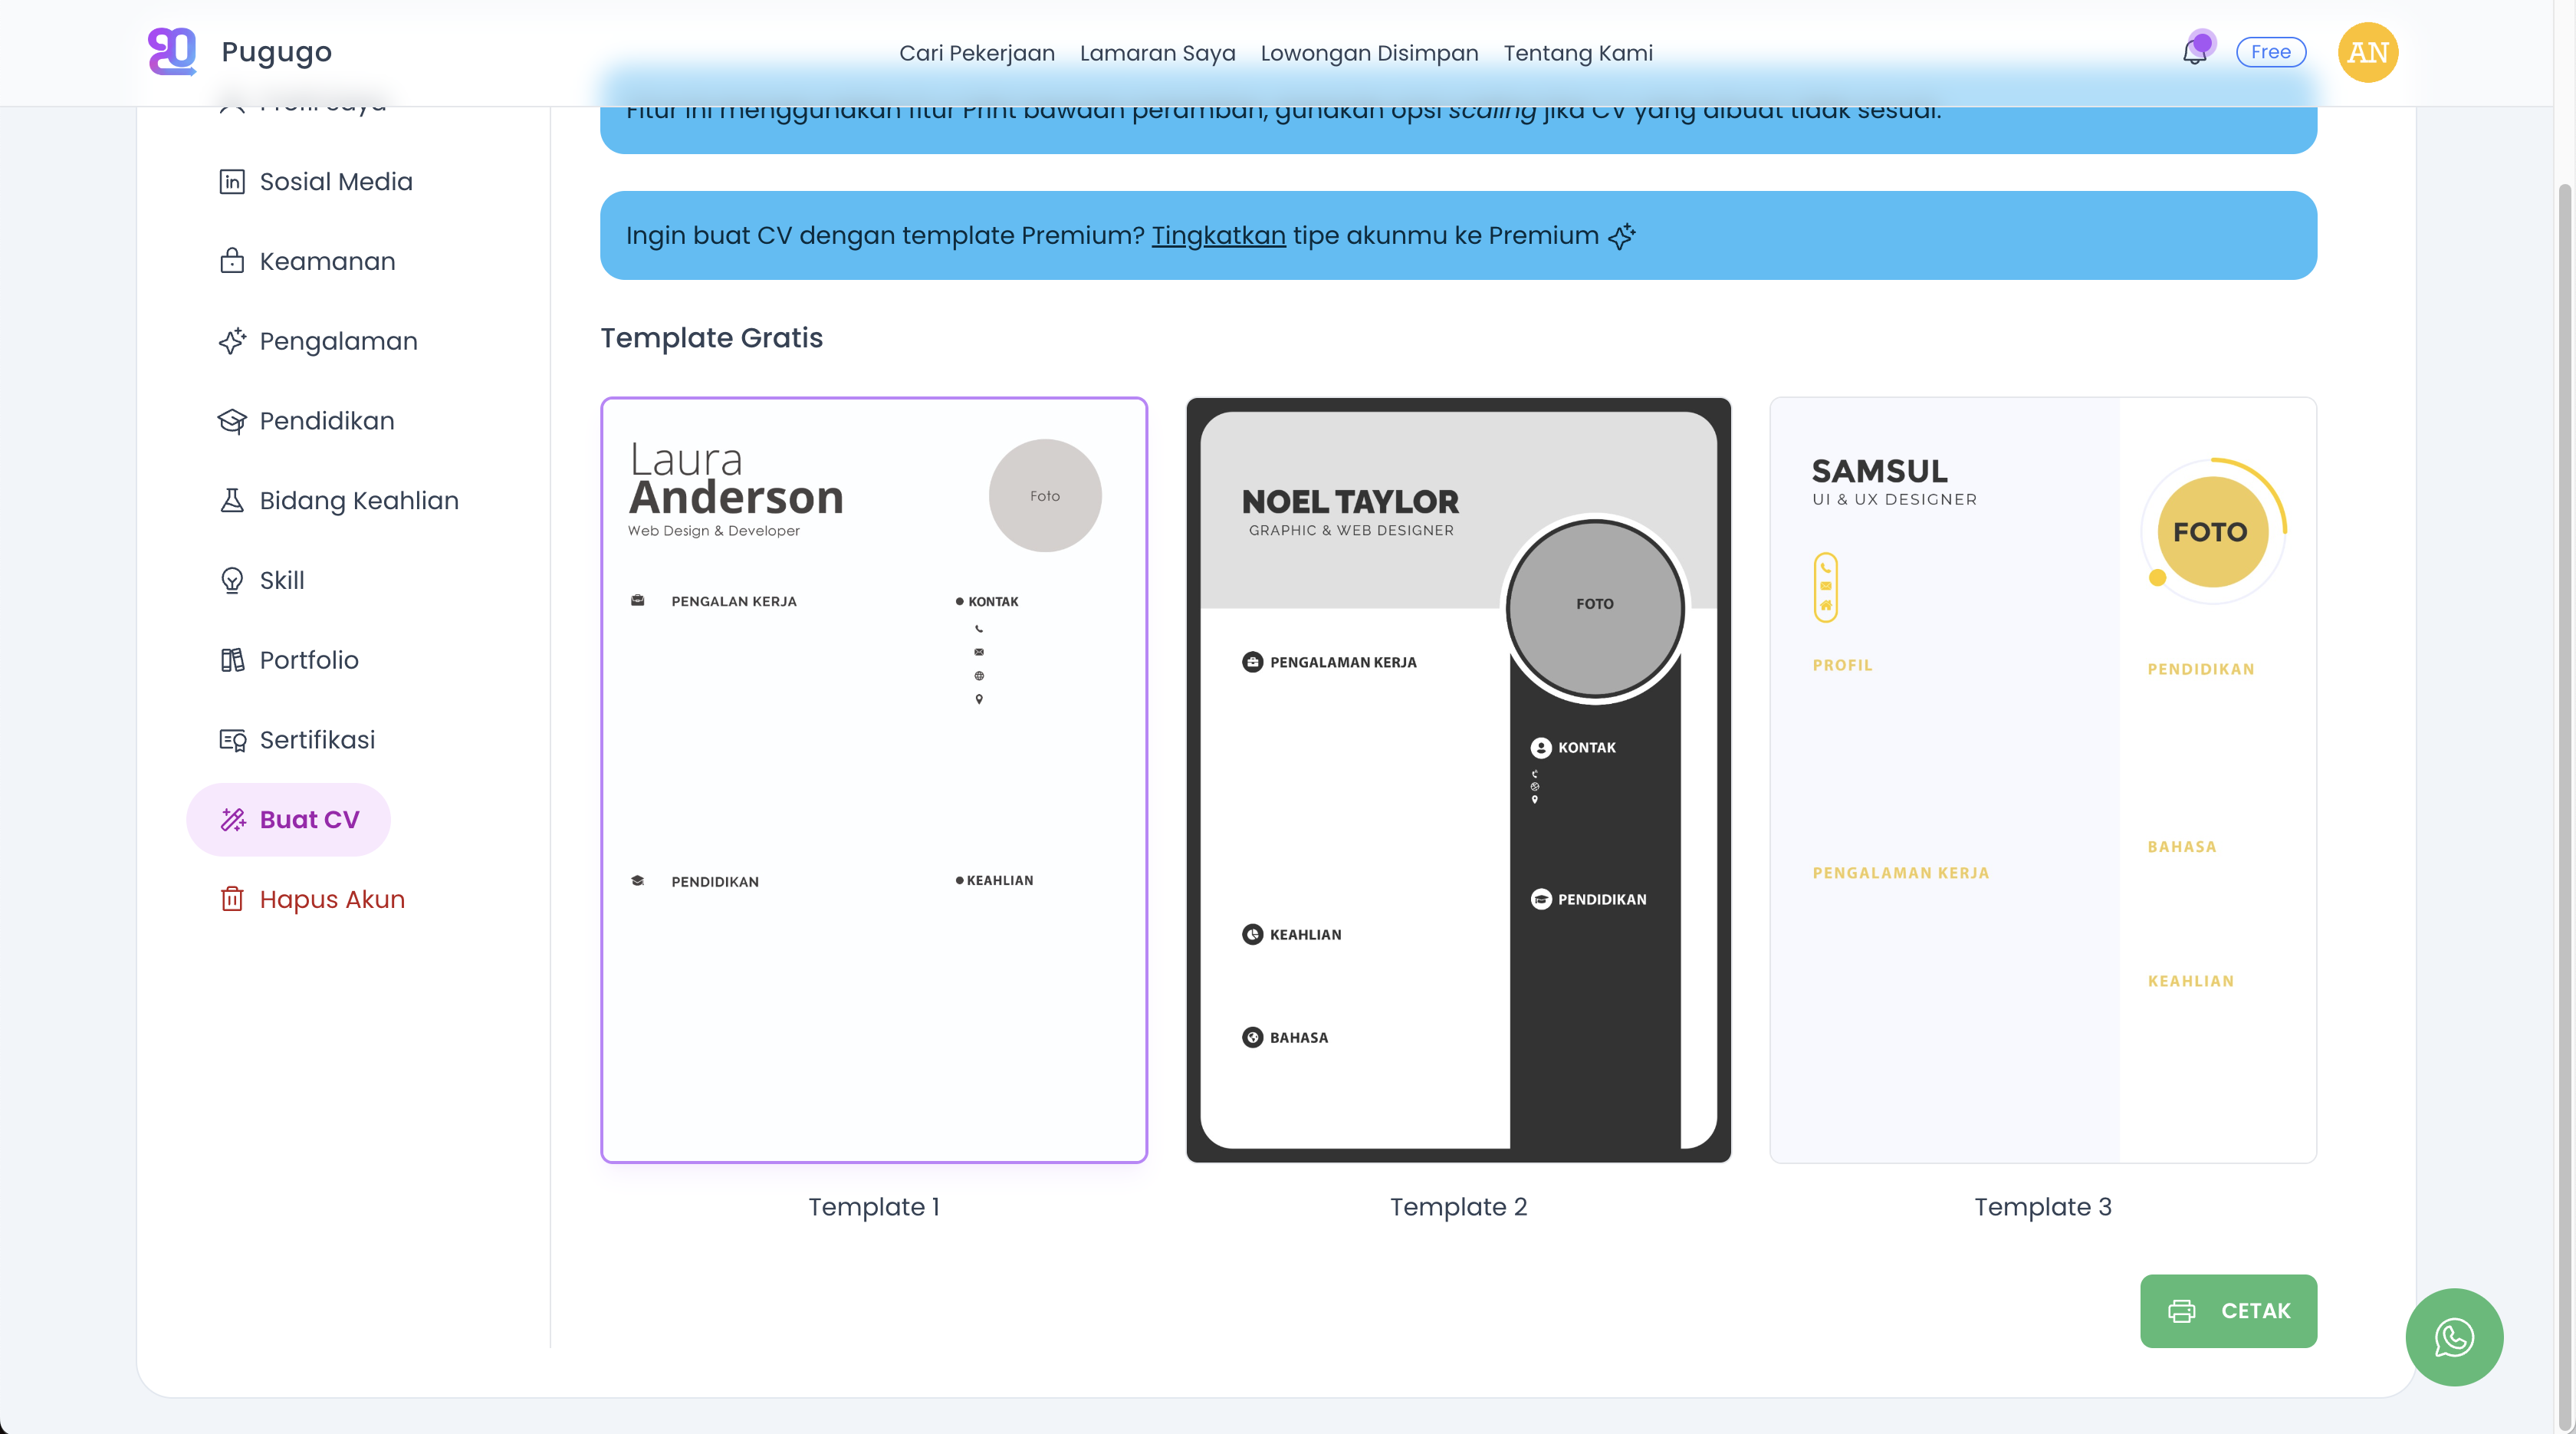 Pugugo
Cari Pekerjaan
Lamaran Saya
Lowongan Disimpan
Tentang Kami
Free
AN
Profil Saya
Sosial Media
Keamanan
Pengalaman
Pendidikan
Bidang Keahlian
Skill
Portfolio
Sertifikasi
Buat CV
Hapus Akun
Fitur ini menggunakan fitur Print bawaan peramban, gunakan opsi scaling jika CV yang dibuat tidak sesuai.
Ingin buat CV dengan template Premium? Tingkatkan tipe akunmu ke Premium
Template Gratis
Laura
Anderson
Web Design & Developer
Foto
PENGALAN KERJA
KONTAK
PENDIDIKAN
KEAHLIAN
Template 1
NOEL TAYLOR
GRAPHIC & WEB DESIGNER
FOTO
PENGALAMAN KERJA
KONTAK
PENDIDIKAN
KEAHLIAN
BAHASA
Template 2
SAMSUL
UI & UX DESIGNER
FOTO
PROFIL
PENDIDIKAN
BAHASA
PENGALAMAN KERJA
KEAHLIAN
Template 3
CETAK